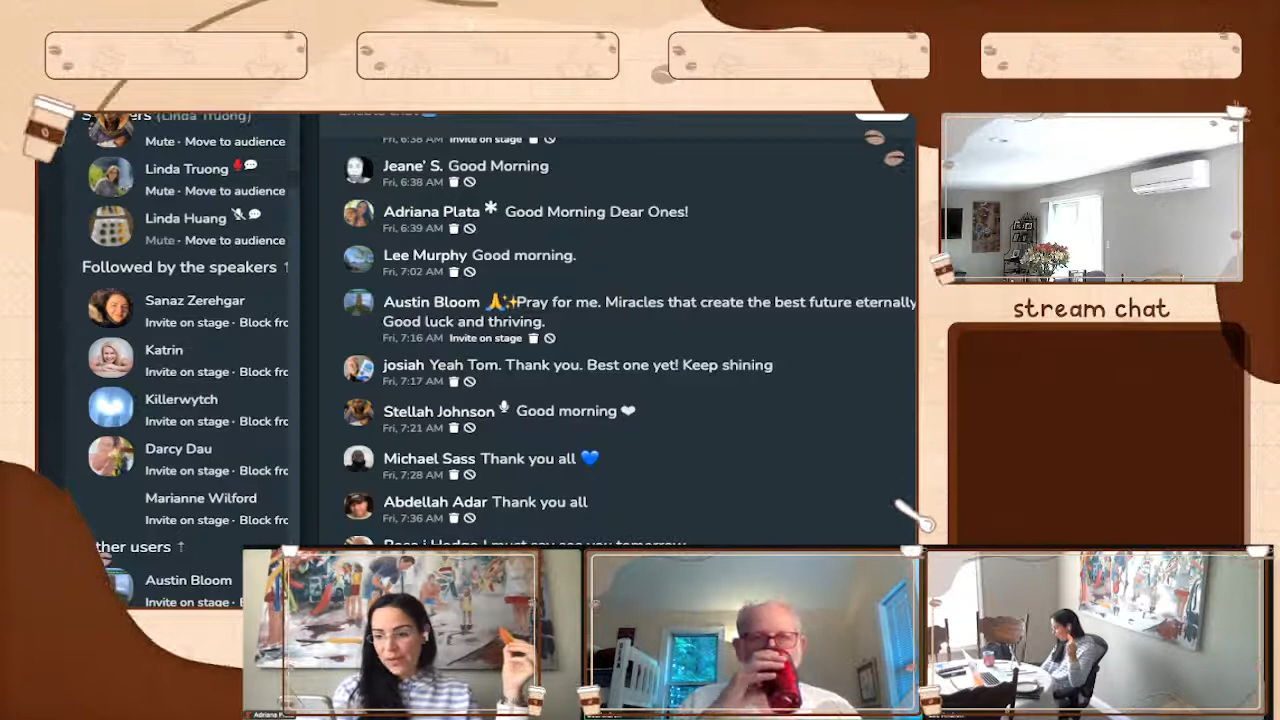 (Linda Truong)
Mute · Move to audience
Linda Truong
Mute · Move to audience
Linda Huang
Mute · Move to audience
Followed by the speakers ↑
Sanaz Zerehgar
Invite on stage · Block fro
Katrin
Invite on stage · Block fro
Killerwytch
Invite on stage · Block fro
Darcy Dau
Invite on stage · Block fro
Marianne Wilford
Invite on stage · Block fro
ther users ↑
Austin Bloom
Invite on stage
Fri, 6:38 AM Invite on stage
Jeane' S. Good Morning
Fri, 6:38 AM
Adriana Plata Good Morning Dear Ones!
Fri, 6:39 AM
Lee Murphy Good morning.
Fri, 7:02 AM
Austin Bloom 🙏✨Pray for me. Miracles that create the best future eternally
Good luck and thriving.
Fri, 7:16 AM Invite on stage
josiah Yeah Tom. Thank you. Best one yet! Keep shining
Fri, 7:17 AM
Stellah Johnson Good morning ❤
Fri, 7:21 AM
Michael Sass Thank you all 💙
Fri, 7:28 AM
Abdellah Adar Thank you all
Fri, 7:36 AM
I must say see you tomorrow
stream chat
Adriana P